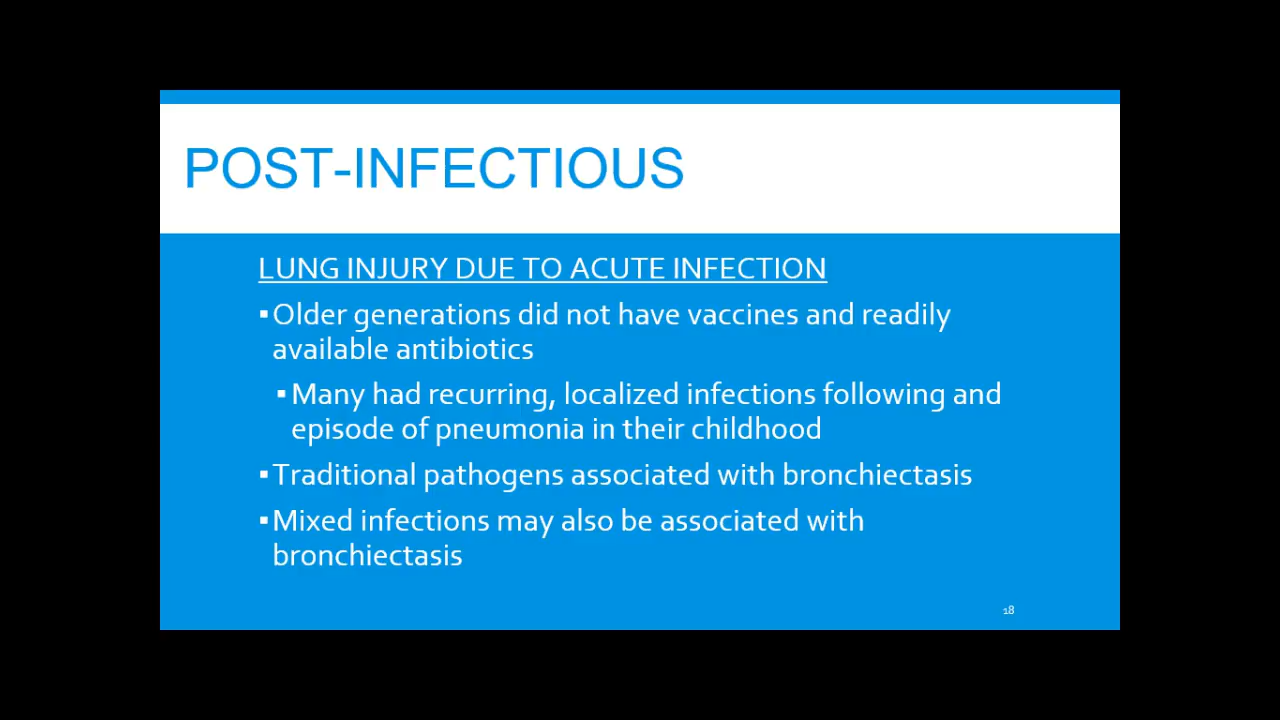 POST-INFECTIOUS
LUNG INJURY DUE TO ACUTE INFECTION
▪Older generations did not have vaccines and readily
available antibiotics
▪Many had recurring, localized infections following and
episode of pneumonia in their childhood
▪Traditional pathogens associated with bronchiectasis
▪Mixed infections may also be associated with
bronchiectasis
18